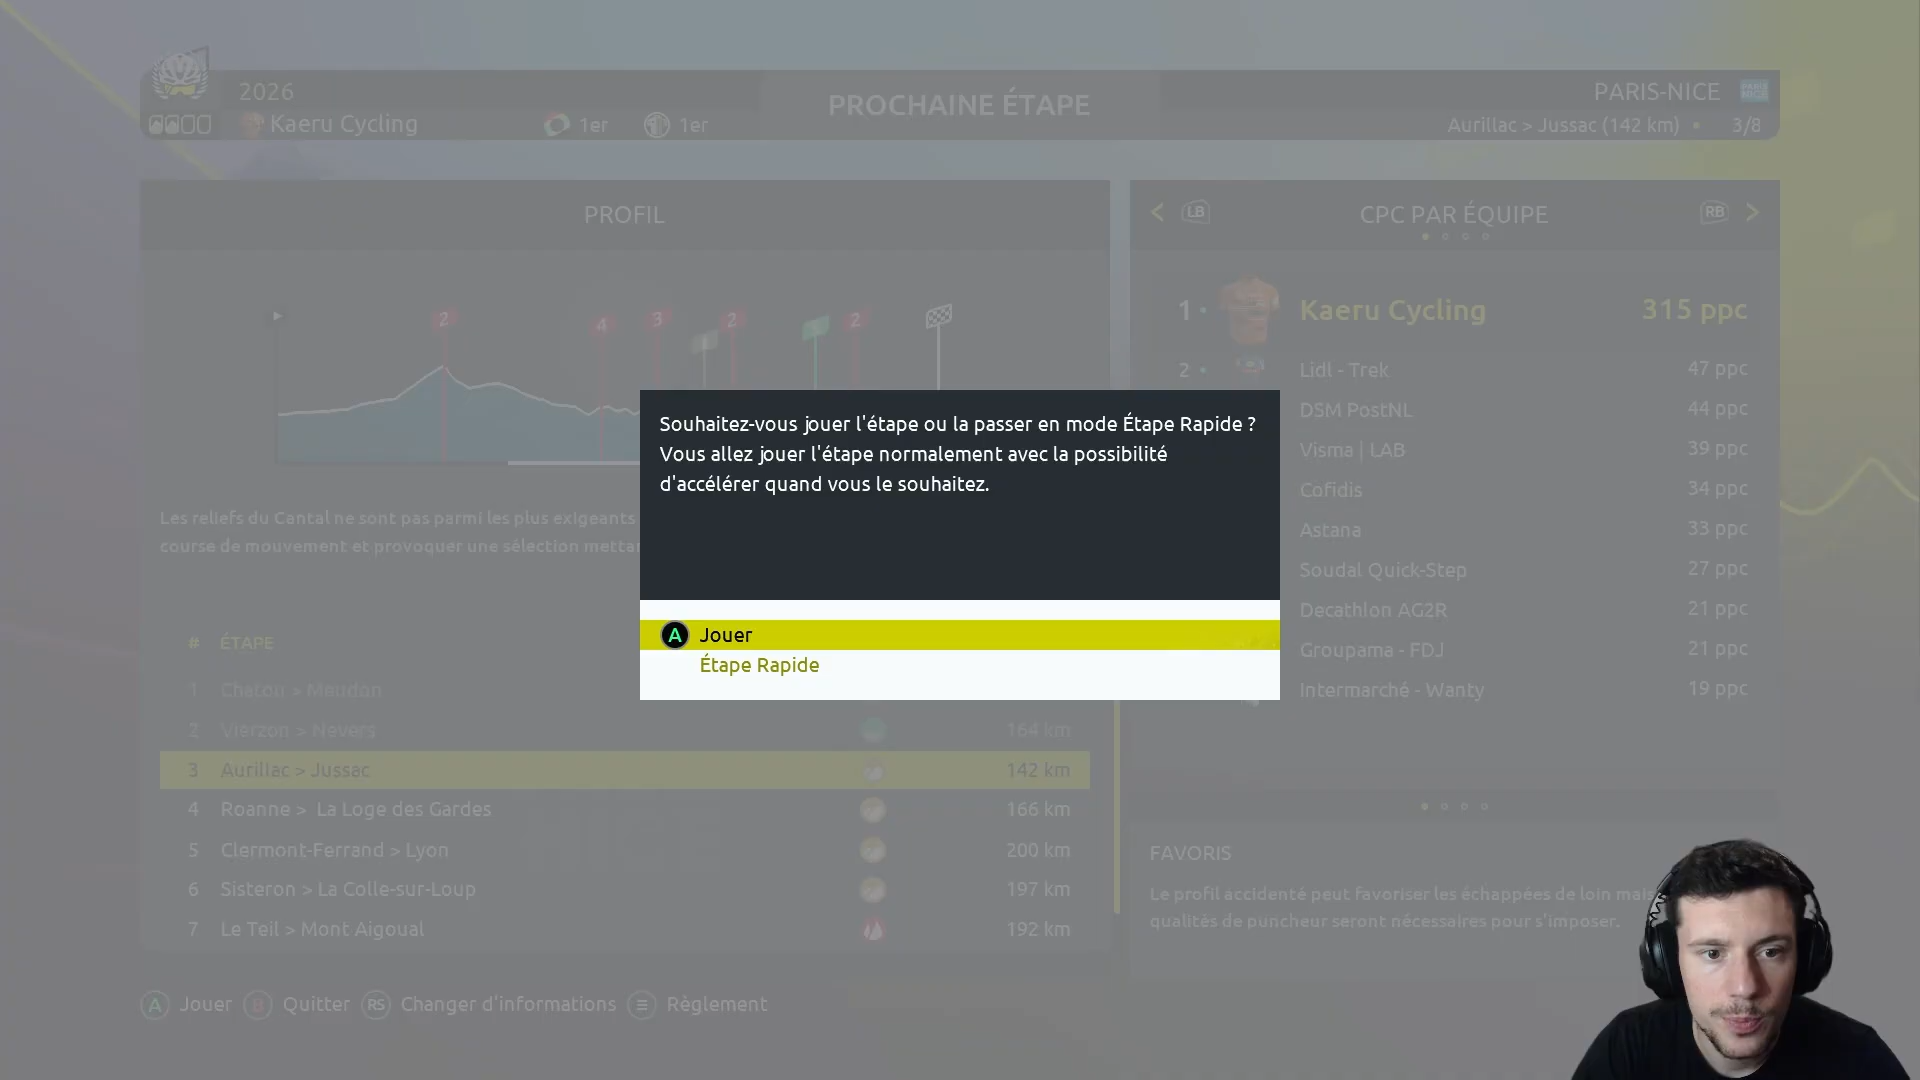 2026
Kaeru Cycling
1er
1er
PROCHAINE ÉTAPE
PARIS-NICE
Aurillac > Jussac (142 km) • 3/8
PROFIL
2
4
3
2
2
Les reliefs du Cantal ne sont pas parmi les plus exigeants
course de mouvement et provoquer une sélection metta
# ÉTAPE
1 Chatou > Meudon
2 Vierzon > Nevers 164 km
3 Aurillac > Jussac 142 km
4 Roanne > La Loge des Gardes 166 km
5 Clermont-Ferrand > Lyon 200 km
6 Sisteron > La Colle-sur-Loup 197 km
7 Le Teil > Mont Aigoual 192 km
Souhaitez-vous jouer l'étape ou la passer en mode Étape Rapide ?
Vous allez jouer l'étape normalement avec la possibilité
d'accélérer quand vous le souhaitez.
A Jouer
Étape Rapide
< LB CPC PAR ÉQUIPE RB >
1 • Kaeru Cycling 315 ppc
2 • Lidl - Trek 47 ppc
DSM PostNL 44 ppc
Visma | LAB 39 ppc
Cofidis 34 ppc
Astana 33 ppc
Soudal Quick-Step 27 ppc
Decathlon AG2R 21 ppc
Groupama - FDJ 21 ppc
Intermarché - Wanty 19 ppc
FAVORIS
Le profil accidenté peut favoriser les échappées de loin mais
qualités de puncheur seront nécessaires pour s'imposer.
A Jouer B Quitter RS Changer d'informations ≡ Règlement